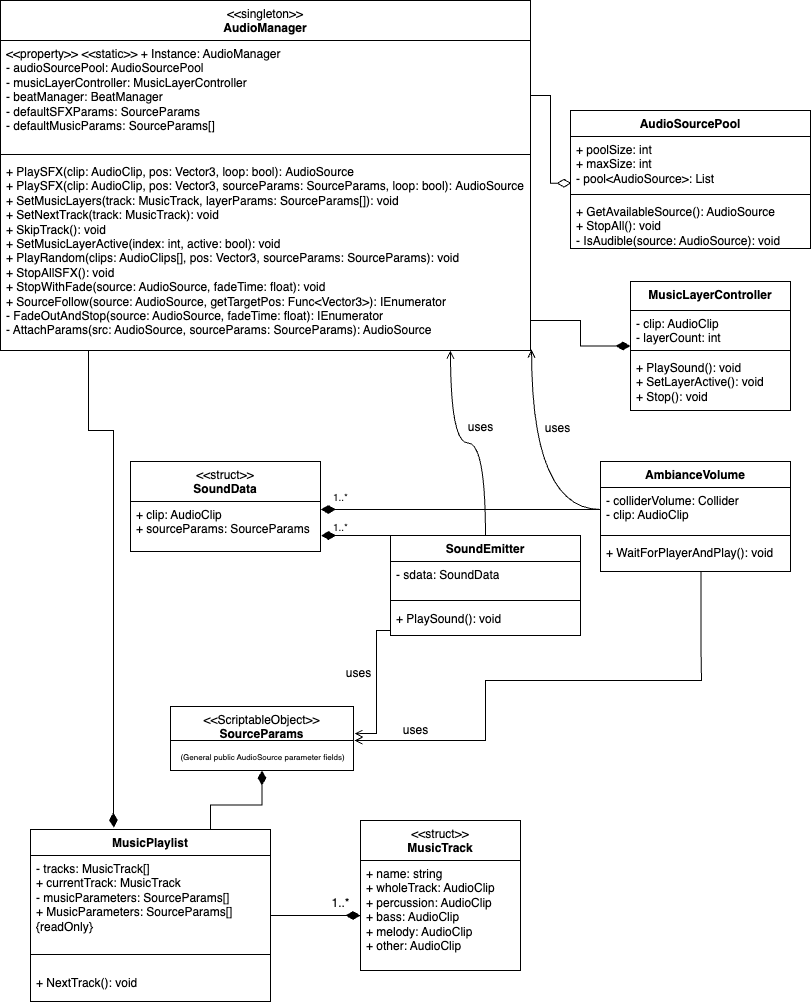 <<singleton>>
AudioManager
<<property>> <<static>> + Instance: AudioManager
- audioSourcePool: AudioSourcePool
- musicLayerController: MusicLayerController
- beatManager: BeatManager
- defaultSFXParams: SourceParams
- defaultMusicParams: SourceParams[]
+ PlaySFX(clip: AudioClip, pos: Vector3, loop: bool): AudioSource
+ PlaySFX(clip: AudioClip, pos: Vector3, sourceParams: SourceParams, loop: bool): AudioSource
+ SetMusicLayers(track: MusicTrack, layerParams: SourceParams[]): void
+ SetNextTrack(track: MusicTrack): void
+ SkipTrack(): void
+ SetMusicLayerActive(index: int, active: bool): void
+ PlayRandom(clips: AudioClips[], pos: Vector3, sourceParams: SourceParams): void
+ StopAllSFX(): void
+ StopWithFade(source: AudioSource, fadeTime: float): void
+ SourceFollow(source: AudioSource, getTargetPos: Func<Vector3>): IEnumerator
- FadeOutAndStop(source: AudioSource, fadeTime: float): IEnumerator
- AttachParams(src: AudioSource, sourceParams: SourceParams): AudioSource
AudioSourcePool
+ poolSize: int
+ maxSize: int
- pool<AudioSource>: List
+ GetAvailableSource(): AudioSource
+ StopAll(): void
- IsAudible(source: AudioSource): void
MusicLayerController
- clip: AudioClip
- layerCount: int
+ PlaySound(): void
+ SetLayerActive(): void
+ Stop(): void
uses
uses
<<struct>>
SoundData
+ clip: AudioClip
+ sourceParams: SourceParams
1..*
1..*
AmbianceVolume
- colliderVolume: Collider
- clip: AudioClip
+ WaitForPlayerAndPlay(): void
SoundEmitter
- sdata: SoundData
+ PlaySound(): void
uses
uses
<<ScriptableObject>>
SourceParams
(General public AudioSource parameter fields)
MusicPlaylist
- tracks: MusicTrack[]
+ currentTrack: MusicTrack
- musicParameters: SourceParams[]
+ MusicParameters: SourceParams[]
{readOnly}
+ NextTrack(): void
1..*
<<struct>>
MusicTrack
+ name: string
+ wholeTrack: AudioClip
+ percussion: AudioClip
+ bass: AudioClip
+ melody: AudioClip
+ other: AudioClip